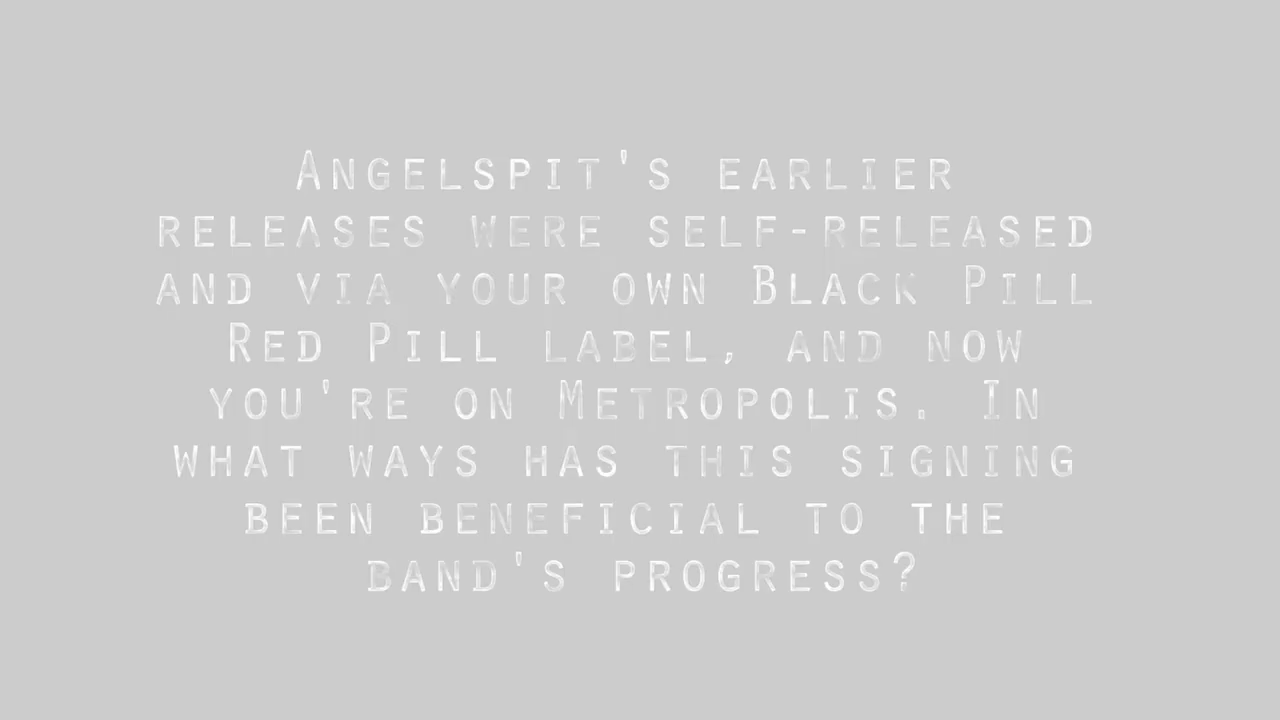 Angelspit's earlier
releases were self-released
and via your own Black Pill
Red Pill label, and now
you're on Metropolis. In
what ways has this signing
been beneficial to the
band's progress?